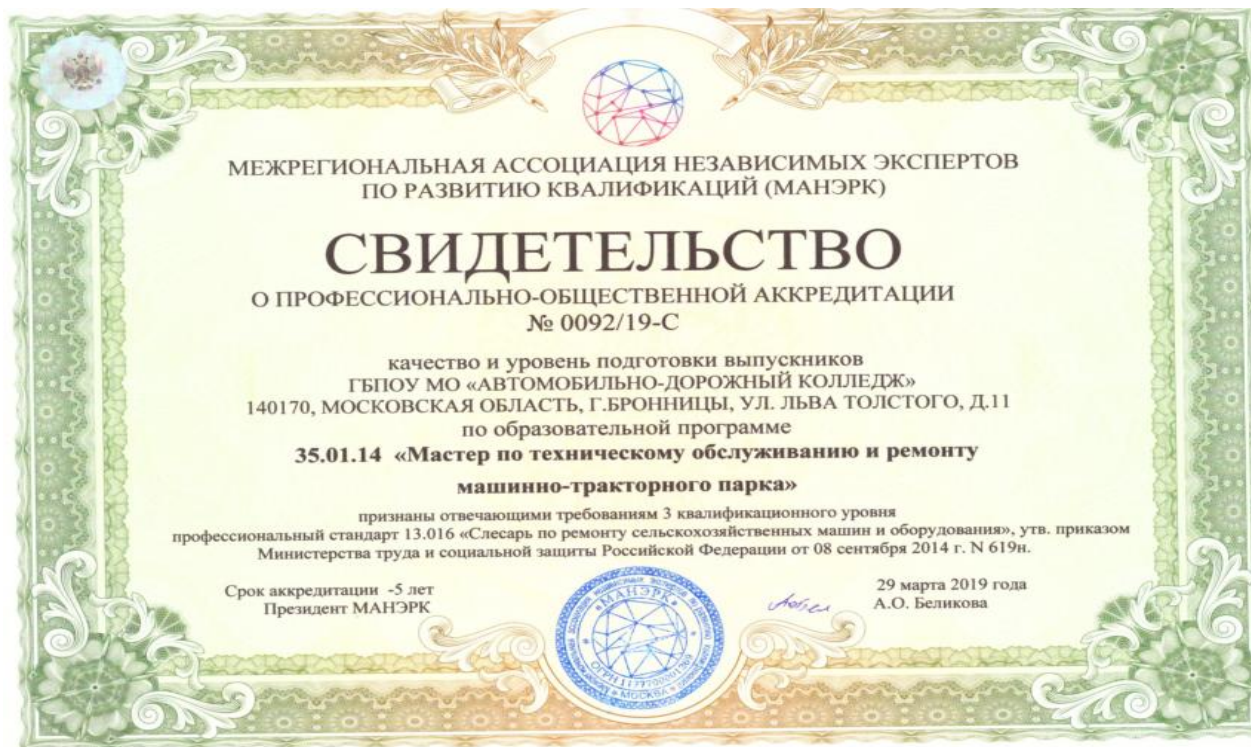 МЕЖРЕГИОНАЛЬНАЯ АССОЦИАЦИЯ НЕЗАВИСИМЫХ ЭКСПЕРТОВ
ПО РАЗВИТИЮ КВАЛИФИКАЦИЙ (МАНЭРК)
СВИДЕТЕЛЬСТВО
О ПРОФЕССИОНАЛЬНО-ОБЩЕСТВЕННОЙ АККРЕДИТАЦИИ
№ 0092/19-С
качество и уровень подготовки выпускников
ГБПОУ МО «АВТОМОБИЛЬНО-ДОРОЖНЫЙ КОЛЛЕДЖ»
140170, МОСКОВСКАЯ ОБЛАСТЬ, Г.БРОННИЦЫ, УЛ. ЛЬВА ТОЛСТОГО, Д.11
по образовательной программе
35.01.14 «Мастер по техническому обслуживанию и ремонту
машинно-тракторного парка»
признаны отвечающими требованиям 3 квалификационного уровня
профессиональный стандарт 13.016 «Слесарь по ремонту сельскохозяйственных машин и оборудования», утв. приказом
Министерства труда и социальной защиты Российской Федерации от 08 сентября 2014 г. N 619н.
Срок аккредитации -5 лет
Президент МАНЭРК
29 марта 2019 года
А.О. Беликова
МАНЭРК
МОСКВА